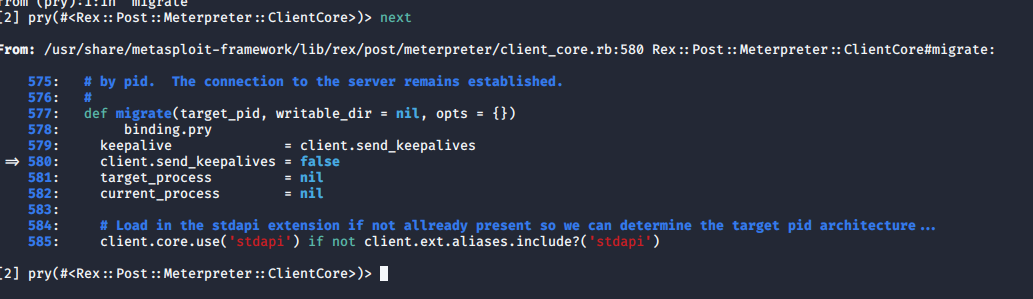 from (pry):1:in `migrate'
[2] pry(#<Rex::Post::Meterpreter::ClientCore>)> next
From: /usr/share/metasploit-framework/lib/rex/post/meterpreter/client_core.rb:580 Rex::Post::Meterpreter::ClientCore#migrate:
575: # by pid. The connection to the server remains established.
576: #
577: def migrate(target_pid, writable_dir = nil, opts = {})
578: binding.pry
579: keepalive = client.send_keepalives
=> 580: client.send_keepalives = false
581: target_process = nil
582: current_process = nil
583:
584: # Load in the stdapi extension if not allready present so we can determine the target pid architecture...
585: client.core.use('stdapi') if not client.ext.aliases.include?('stdapi')
[2] pry(#<Rex::Post::Meterpreter::ClientCore>)>